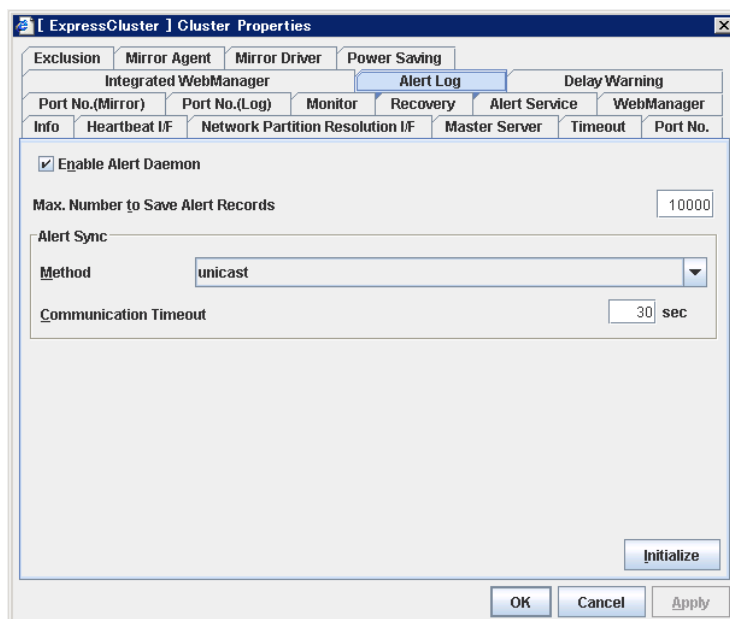 [ ExpressCluster ] Cluster Properties
Exclusion Mirror Agent Mirror Driver Power Saving
Integrated WebManager Alert Log Delay Warning
Port No.(Mirror) Port No.(Log) Monitor Recovery Alert Service WebManager
Info Heartbeat I/F Network Partition Resolution I/F Master Server Timeout Port No.
Enable Alert Daemon
Max. Number to Save Alert Records 10000
Alert Sync
Method unicast
Communication Timeout 30 sec
Initialize
OK Cancel Apply